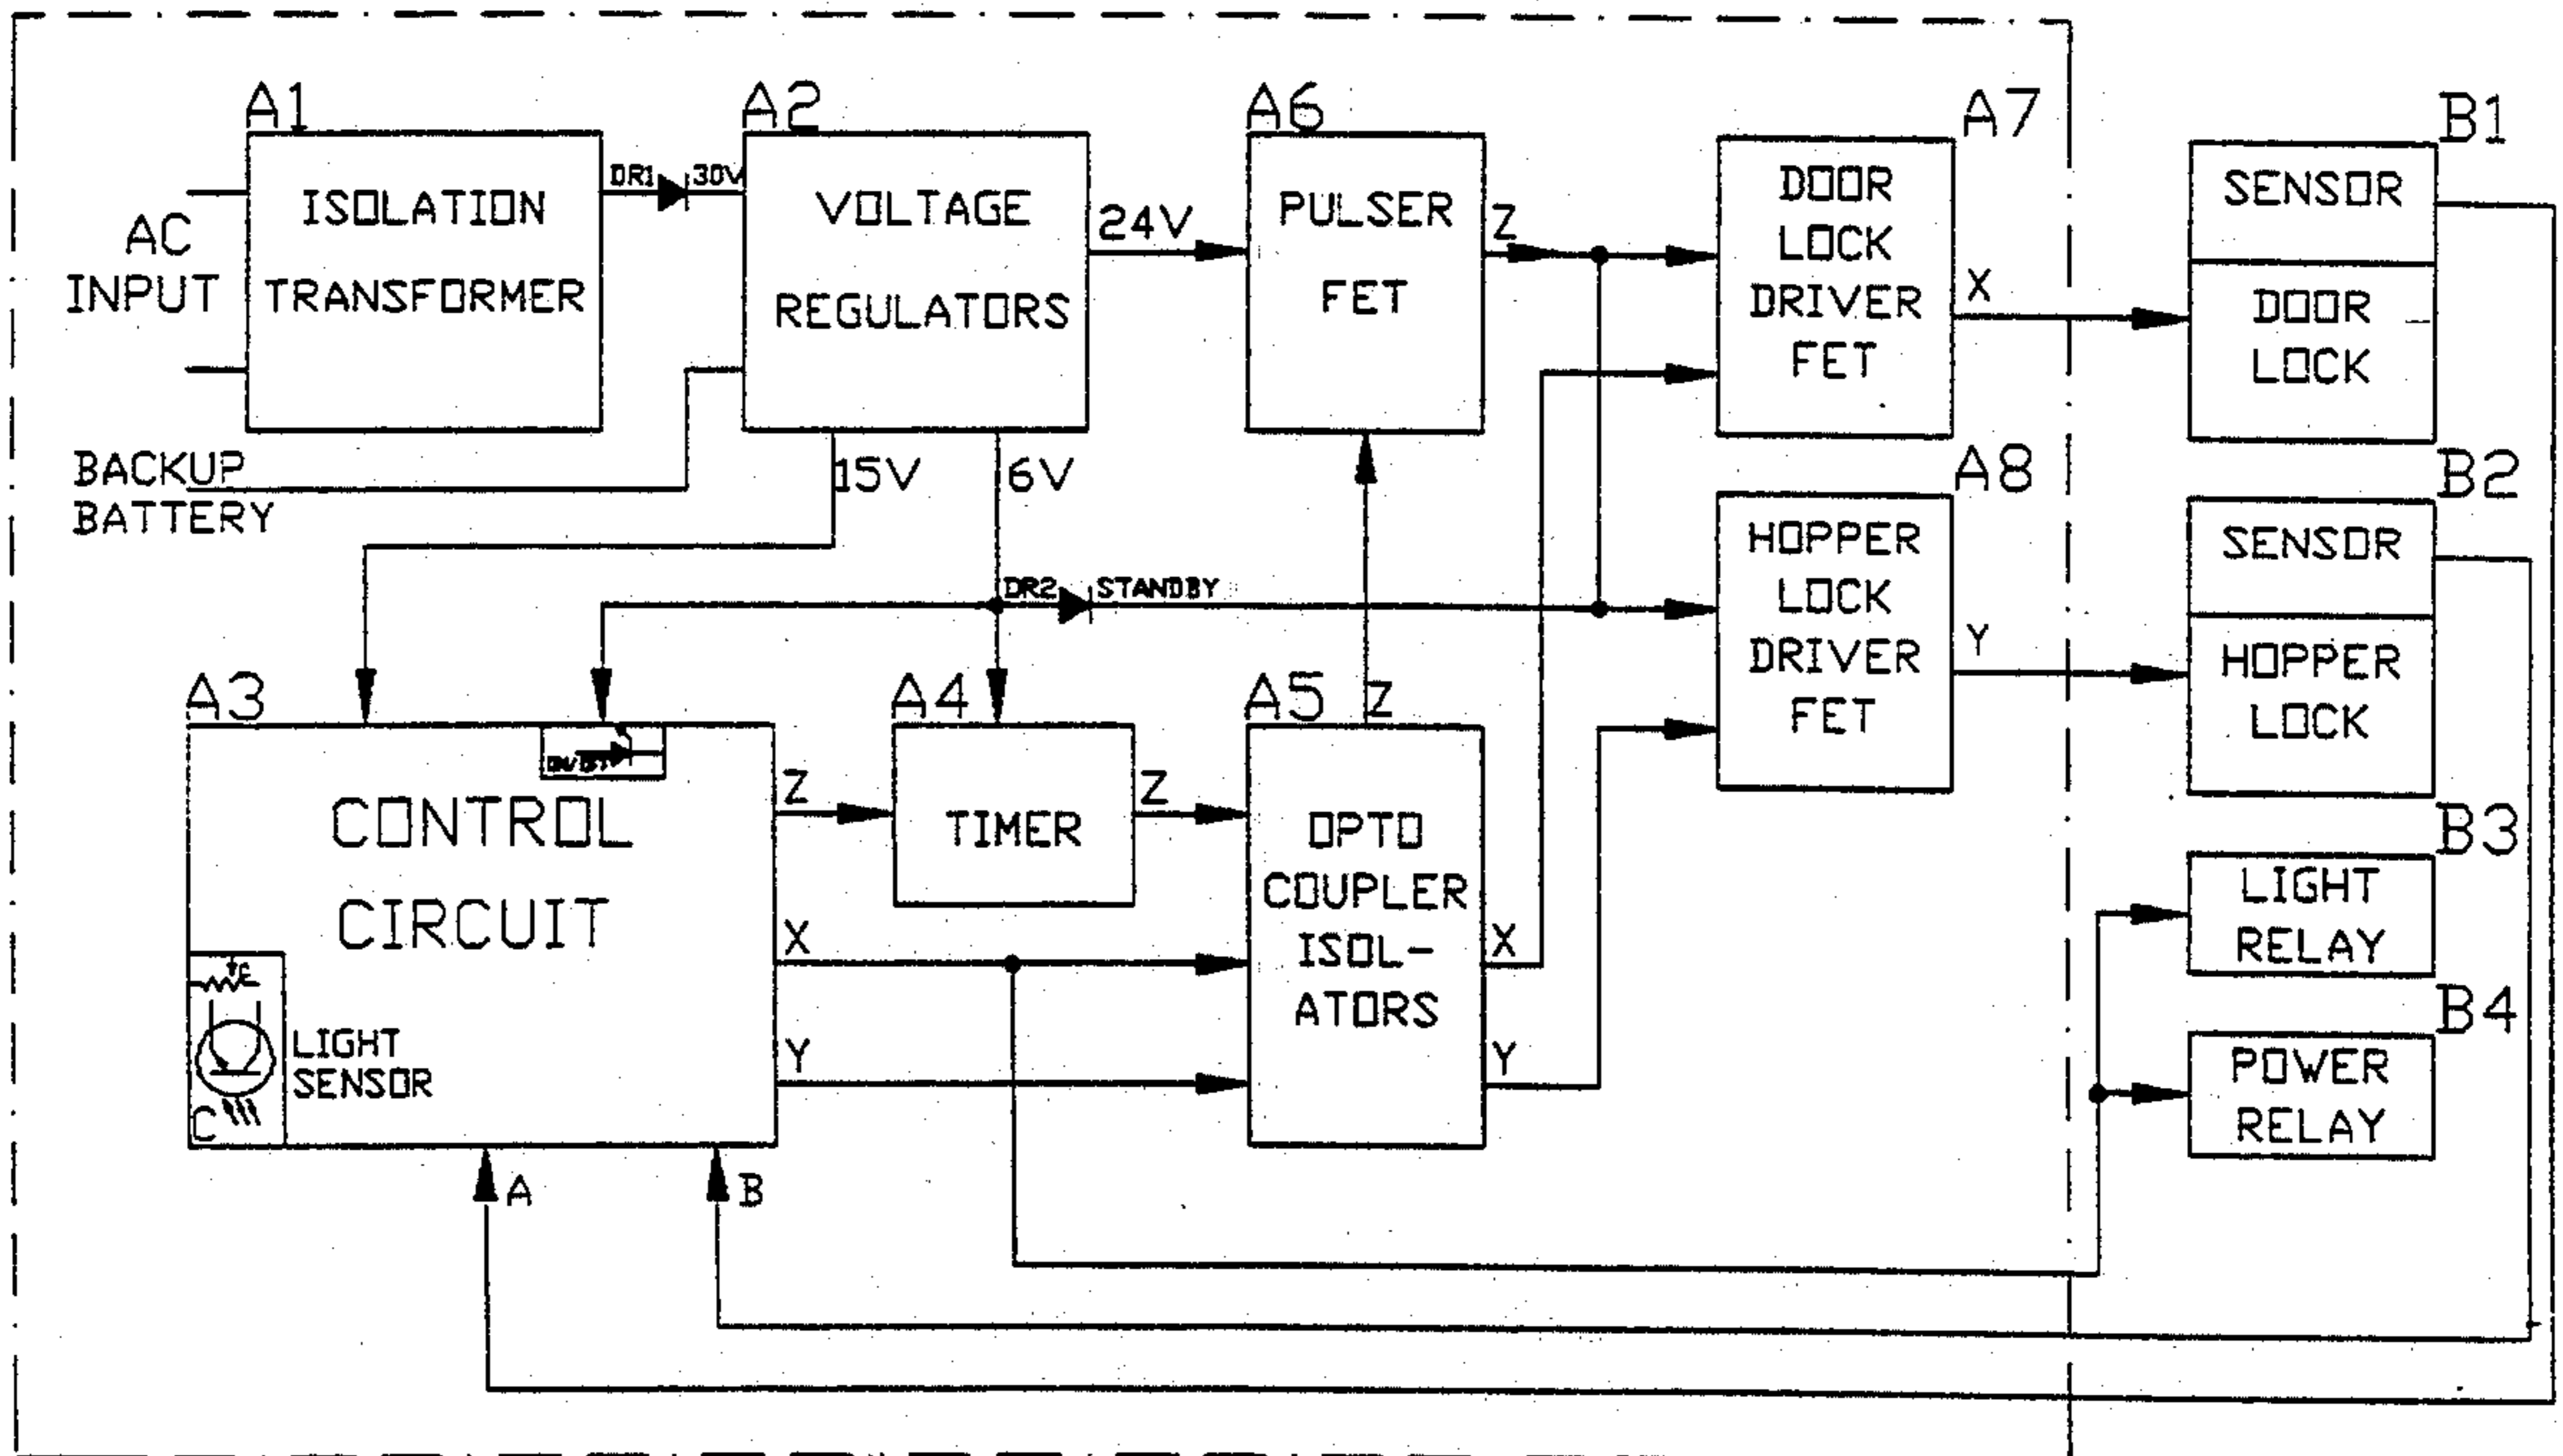 A1
A2
A6
A7
B1
AC
INPUT
ISOLATION
TRANSFORMER
DR1
30V
VOLTAGE
REGULATORS
24V
PULSER
FET
Z
DOOR
LOCK
DRIVER
FET
X
SENSOR
DOOR
LOCK
BACKUP
BATTERY
15V
6V
A8
B2
DR2
STANDBY
HOPPER
LOCK
DRIVER
FET
Y
SENSOR
HOPPER
LOCK
A3
A4
A5
Z
CONTROL
CIRCUIT
Z
TIMER
Z
OPTO
COUPLER
ISOL-
ATORS
X
Y
X
Y
B3
LIGHT
RELAY
B4
POWER
RELAY
C
LIGHT
SENSOR
C
A
B